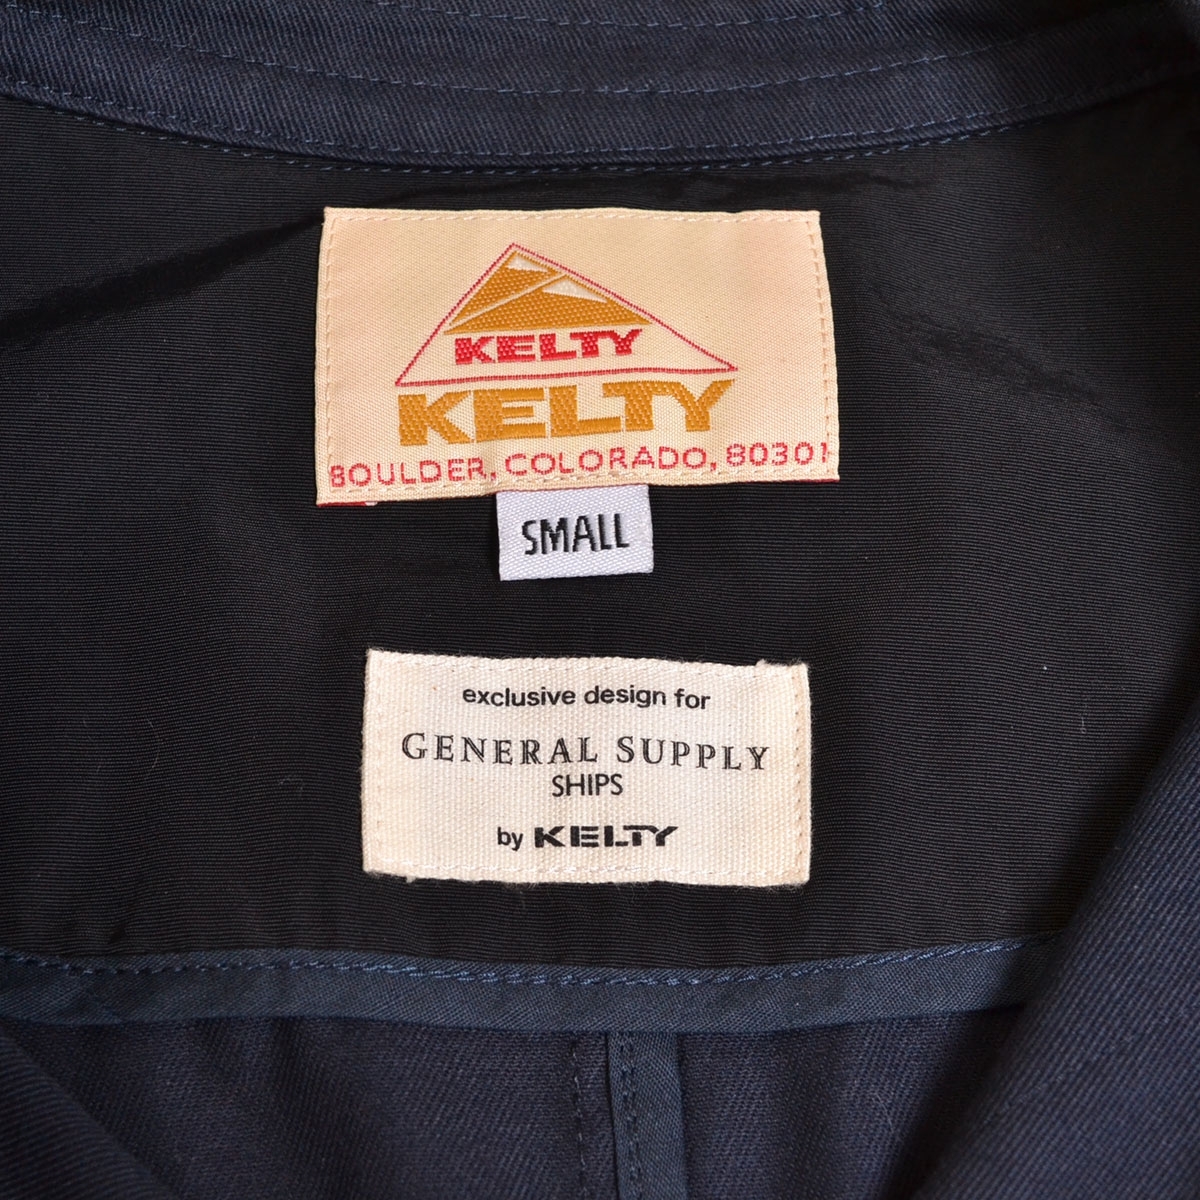 KELTY
KELTY
BOULDER, COLORADO, 80301
SMALL
exclusive design for
GENERAL SUPPLY
SHIPS
by KELTY